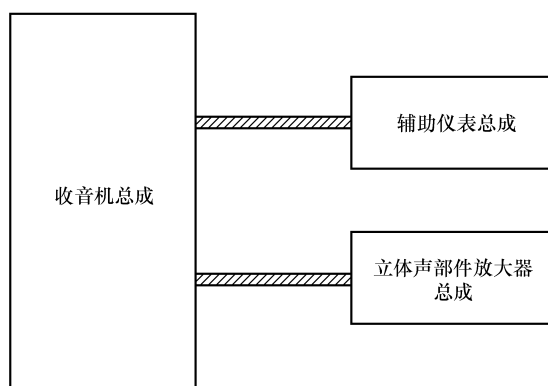 辅助仪表总成
收音机总成
立体声部件放大器
总成